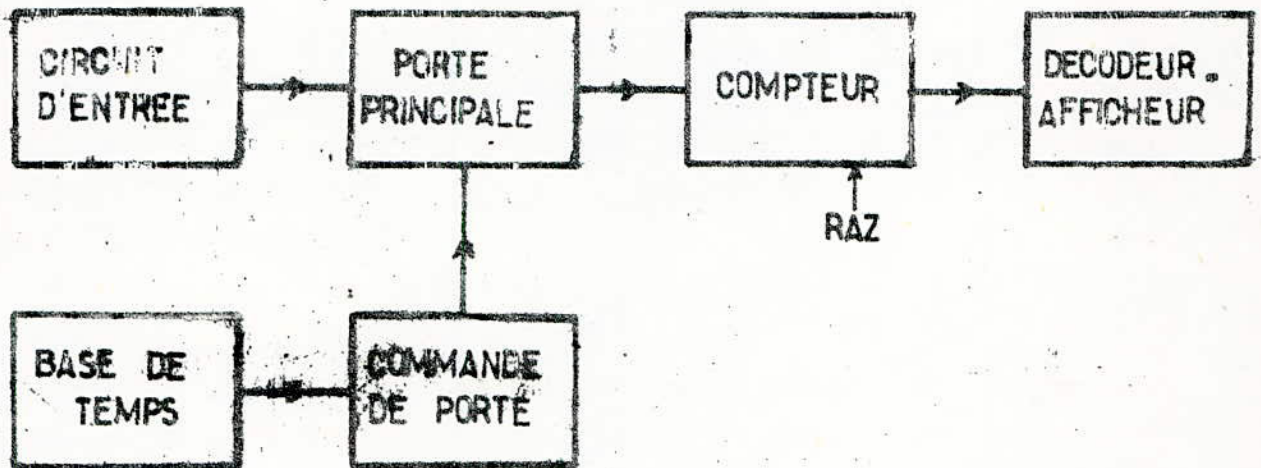 CIRCUIT
D'ENTREE
PORTE
PRINCIPALE
COMPTEUR
DECODEUR.
AFFICHEUR
RAZ
BASE DE
TEMPS
COMMANDE
DE PORTE